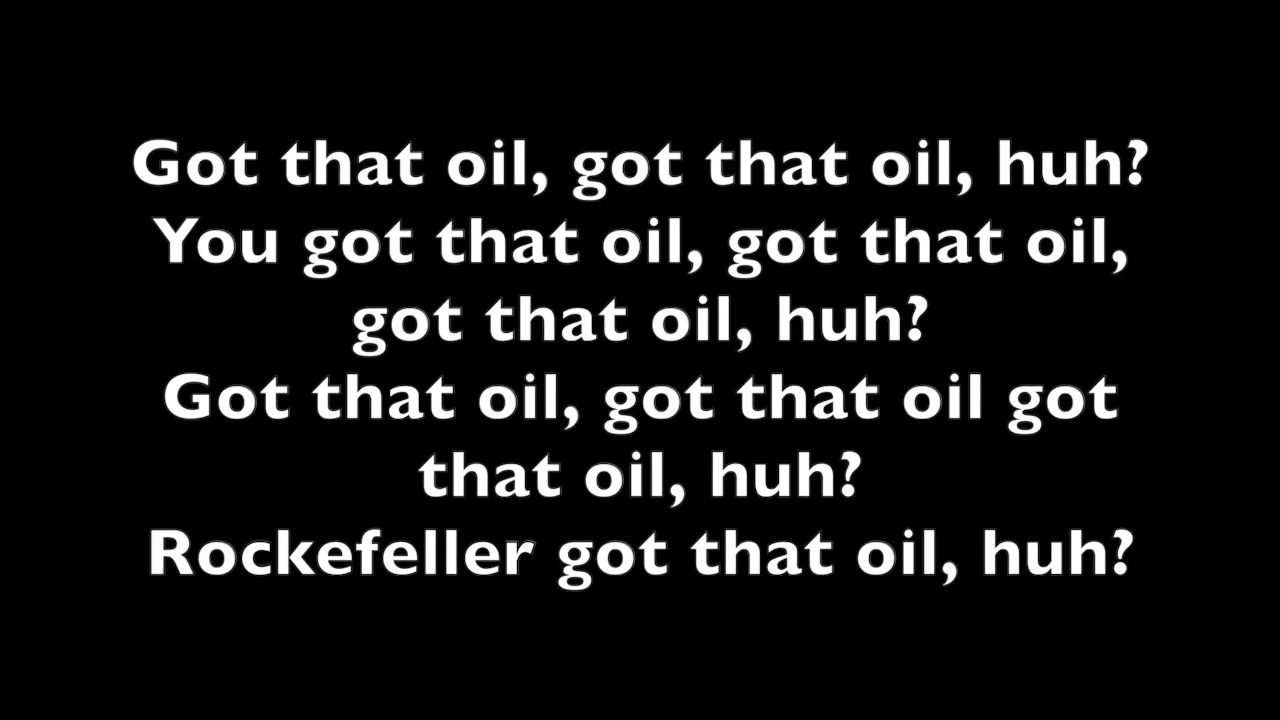 Got that oil, got that oil, huh?
You got that oil, got that oil,
got that oil, huh?
Got that oil, got that oil got
that oil, huh?
Rockefeller got that oil, huh?